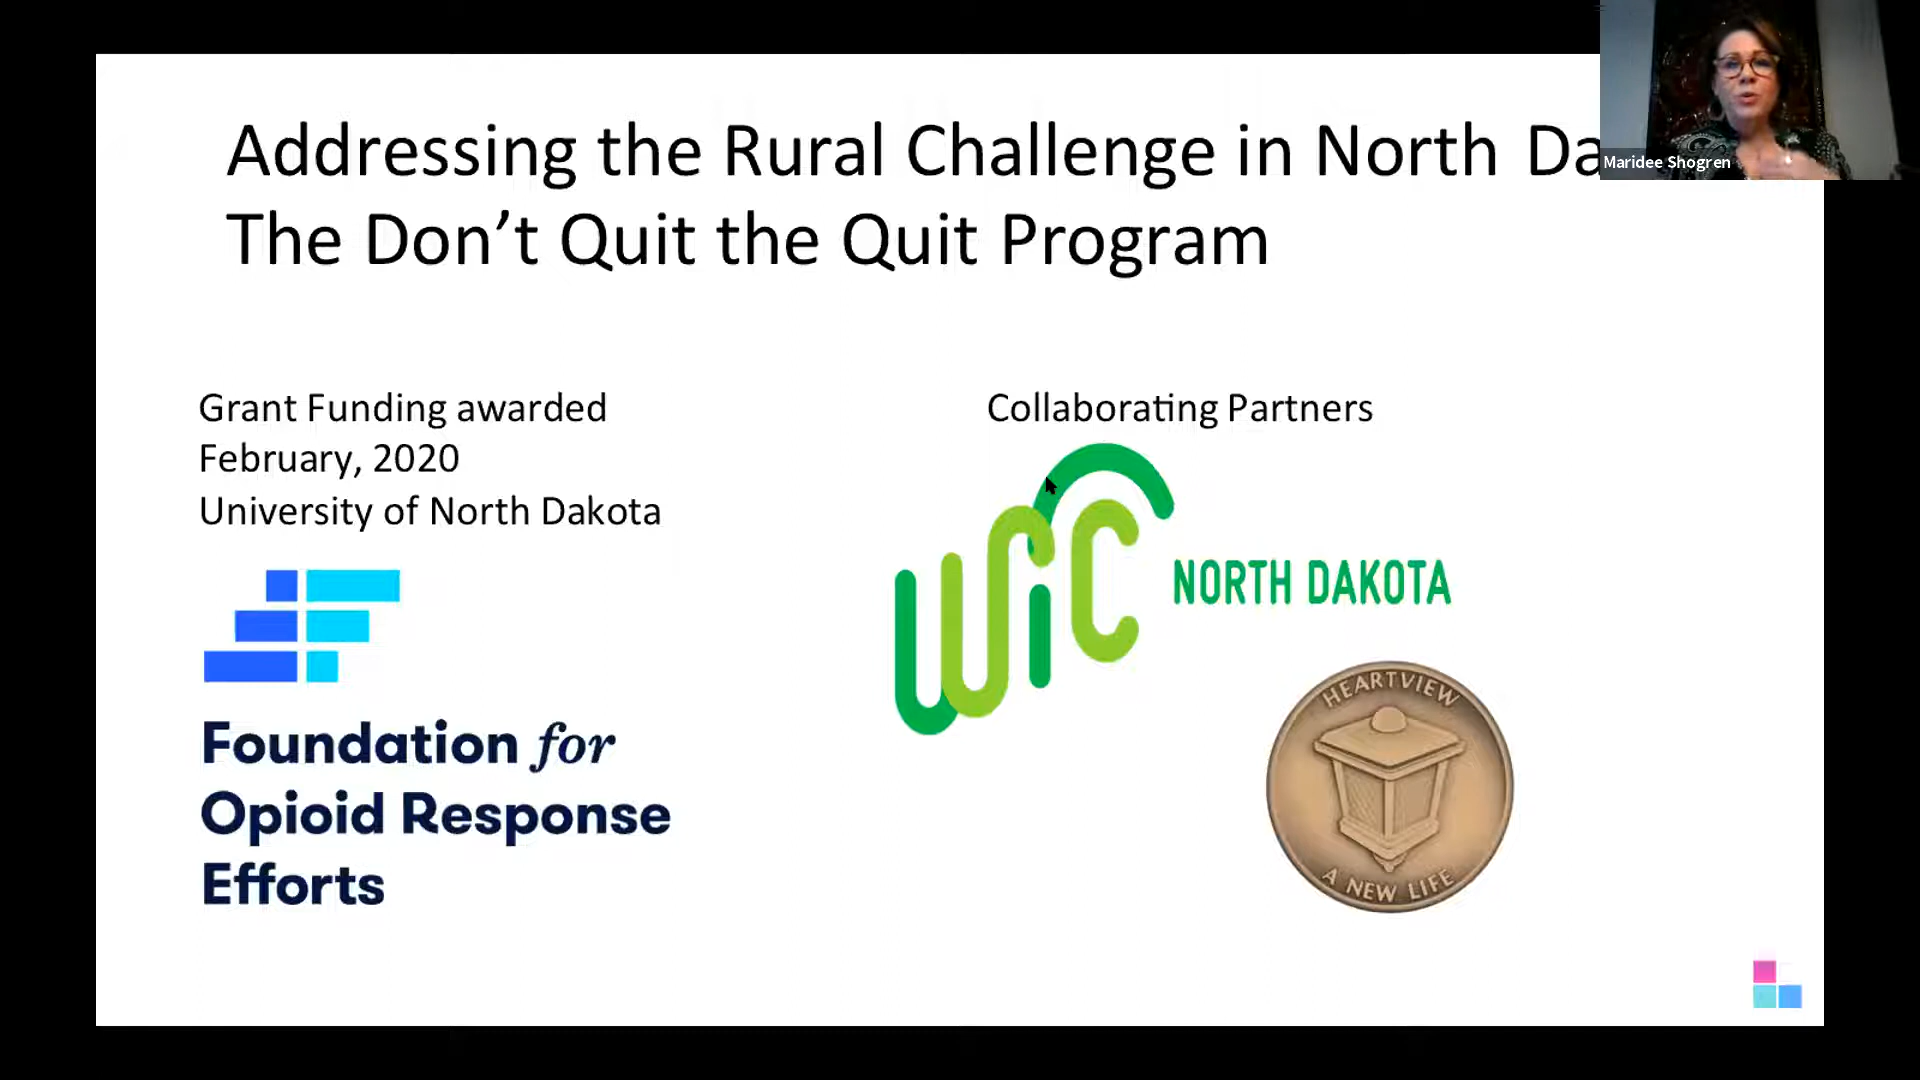 Addressing the Rural Challenge in North Da
The Don’t Quit the Quit Program
Maridee Shogren
Grant Funding awarded
February, 2020
University of North Dakota
Foundation for
Opioid Response
Efforts
Collaborating Partners
WiC
NORTH DAKOTA
HEARTVIEW
A NEW LIFE